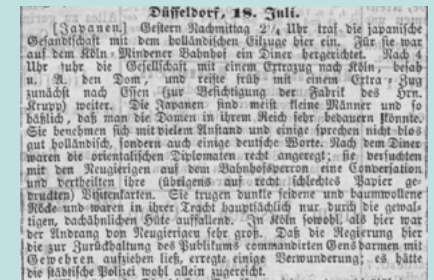 Düsseldorf, 18. Juli.
[Japanen.] Gestern Nachmittag 2¼ Uhr traf die japanische
Gesandtschaft mit dem holländischen Eilzuge hier ein. Für sie war
auf dem Köln-Mindener Bahnhof ein Diner hergerichtet. Nach 4
Uhr fuhr die Gesellschaft mit einem Extrazug nach Köln, besah
u. A. den Dom, und reiste früh mit einem Extra-Zug
zunächst nach Essen (zur Besichtigung der Fabrik des Hrn.
Krupp) weiter. Die Japanen sind meist kleine Männer und so
häßlich, daß man die Damen in ihrem Reich sehr bedauern könnte.
Sie benehmen sich mit vielem Anstand und einige sprechen nicht blos
gut holländisch, sondern auch einige deutsche Worte. Nach dem Diner
waren die orientalischen Diplomaten recht angeregt; sie versuchten
mit den Neugierigen auf dem Bahnhofsperron eine Conversation
und vertheilten ihre (übrigens auf recht schlechtes Papier ge-
druckten) Visitenkarten. Sie trugen dunkle seidene und baumwollene
Röcke und waren in ihrer Tracht hauptsächlich nur durch die gewal-
tigen, dachähnlichen Hüte auffallend. In Köln sowohl, als hier war
der Andrang von Neugierigen sehr groß. Daß die Regierung hier
die zur Zurückhaltung des Publikums commandirten Gensdarmen mit
Gewehren aufziehen ließ, erregte einige Verwunderung; es hätte
die städtische Polizei wohl allein zugereicht.